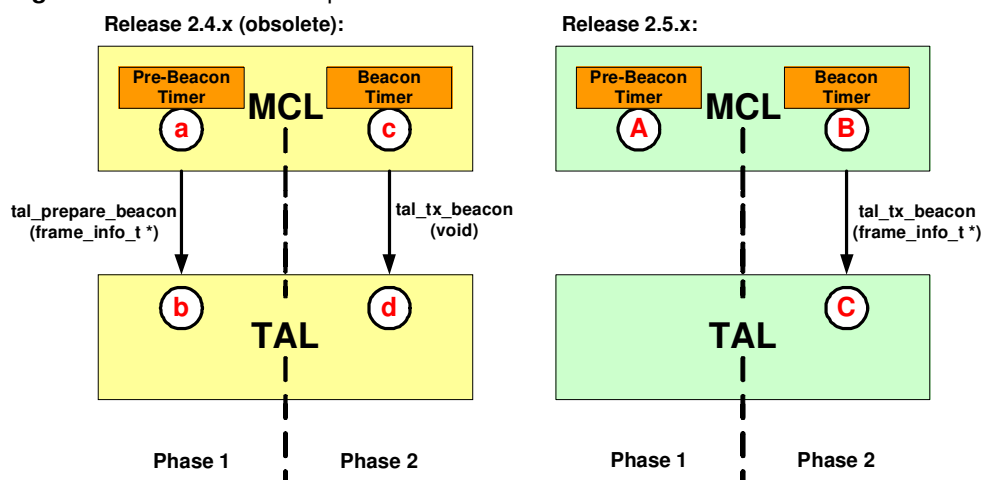 Release 2.4.x (obsolete):
Pre-Beacon
Timer
Beacon
Timer
MCL
a
c
tal_prepare_beacon
(frame_info_t *)
tal_tx_beacon
(void)
b
d
TAL
Phase 1
Phase 2
Release 2.5.x:
Pre-Beacon
Timer
Beacon
Timer
MCL
A
B
tal_tx_beacon
(frame_info_t *)
C
TAL
Phase 1
Phase 2